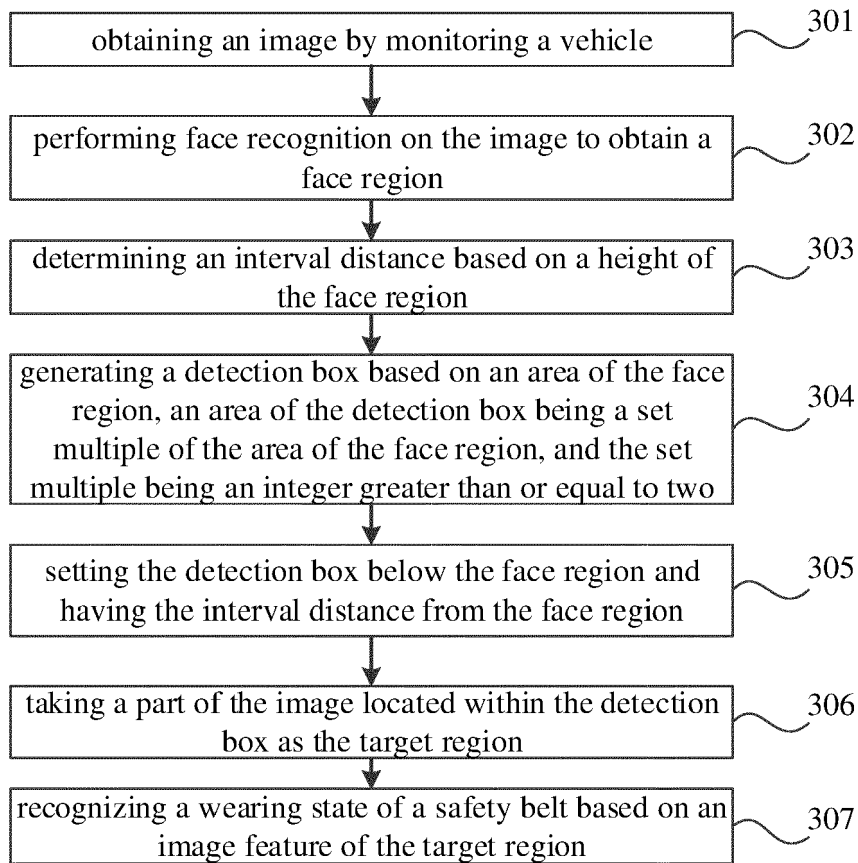 obtaining an image by monitoring a vehicle
301
performing face recognition on the image to obtain a
face region
302
determining an interval distance based on a height of
the face region
303
generating a detection box based on an area of the face
region, an area of the detection box being a set
multiple of the area of the face region, and the set
multiple being an integer greater than or equal to two
304
setting the detection box below the face region and
having the interval distance from the face region
305
taking a part of the image located within the detection
box as the target region
306
recognizing a wearing state of a safety belt based on an
image feature of the target region
307